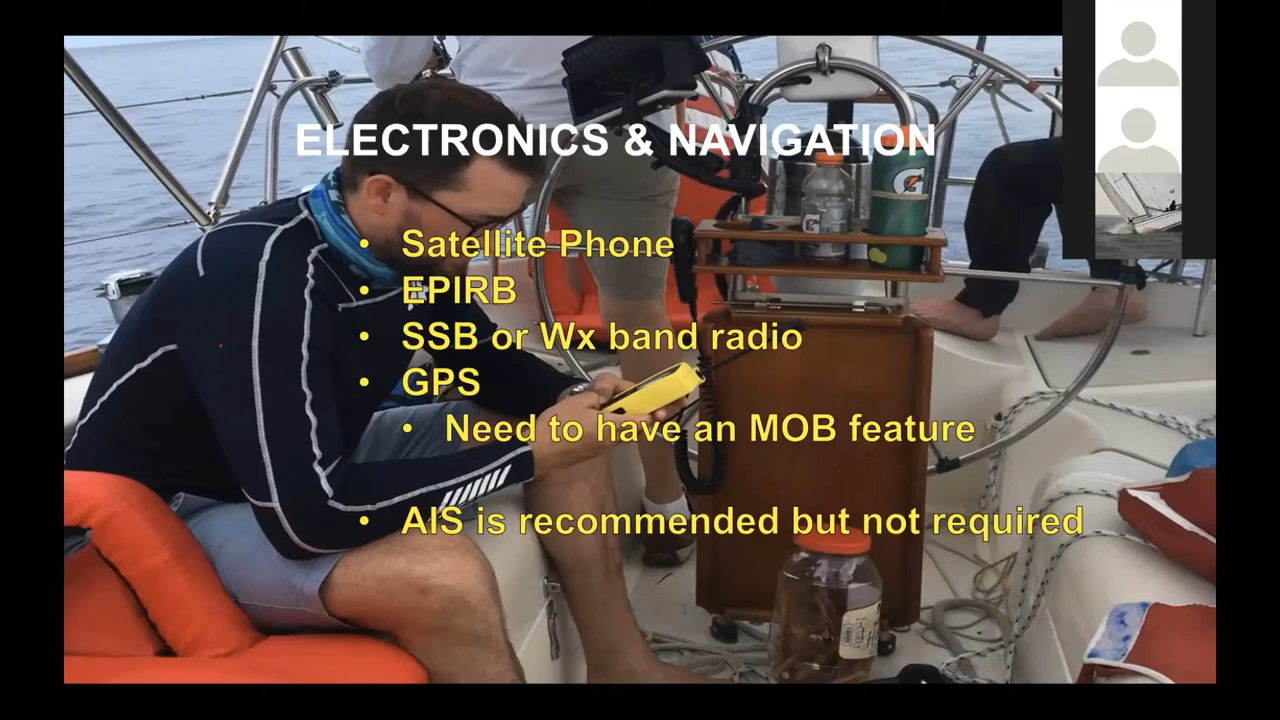 ELECTRONICS & NAVIGATION
• Satellite Phone
• EPIRB
• SSB or Wx band radio
• GPS
• Need to have an MOB feature
• AIS is recommended but not required
G
G